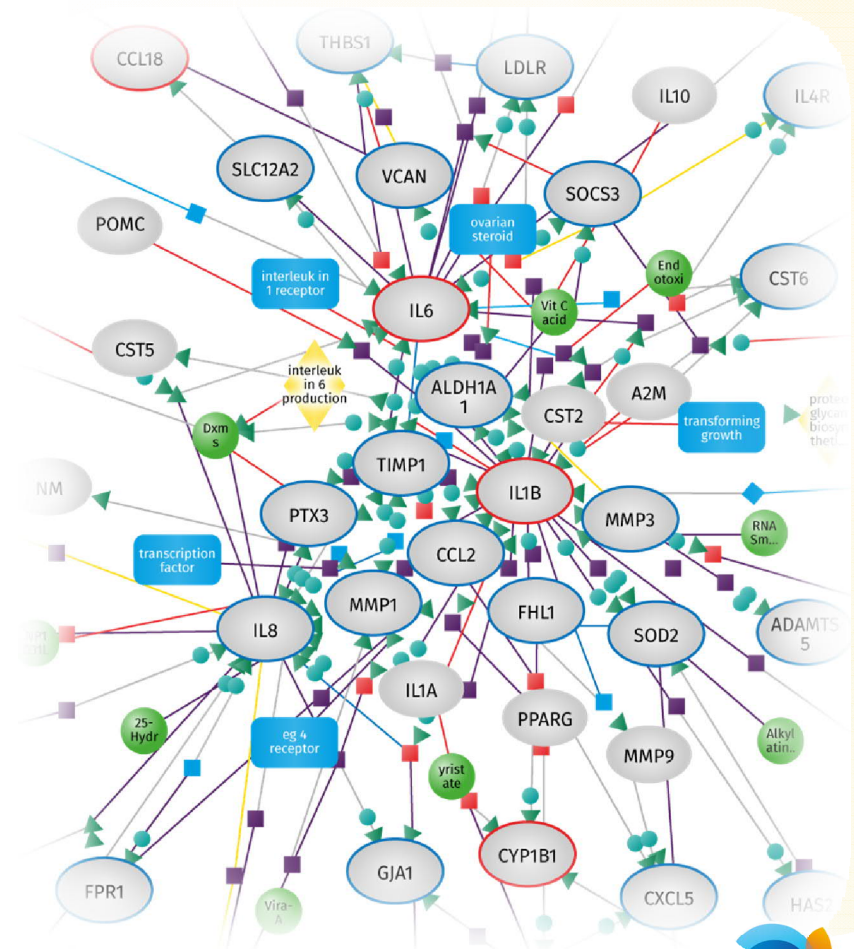 THBS1
CCL18
LDLR
IL10
IL4R
SLC12A2
VCAN
SOCS3
POMC
ovarian
steroid
interleuk in
1 receptor
End
otoxi
CST6
IL6
Vit C
acid
CST5
interleuk
in 6
production
ALDH1A
1
CST2
A2M
Dxm
s
transforming
growth
TIMP1
IL1B
NM
PTX3
MMP3
RNA
Sm...
transcription
factor
CCL2
MMP1
FHL1
IL8
SOD2
ADAMTS
5
IL1A
PPARG
25-
Hydr
eg 4
receptor
MMP9
Alkyl
atin..
yrist
ate
CYP1B1
GJA1
FPR1
CXCL5
HAS2
Vira-
A